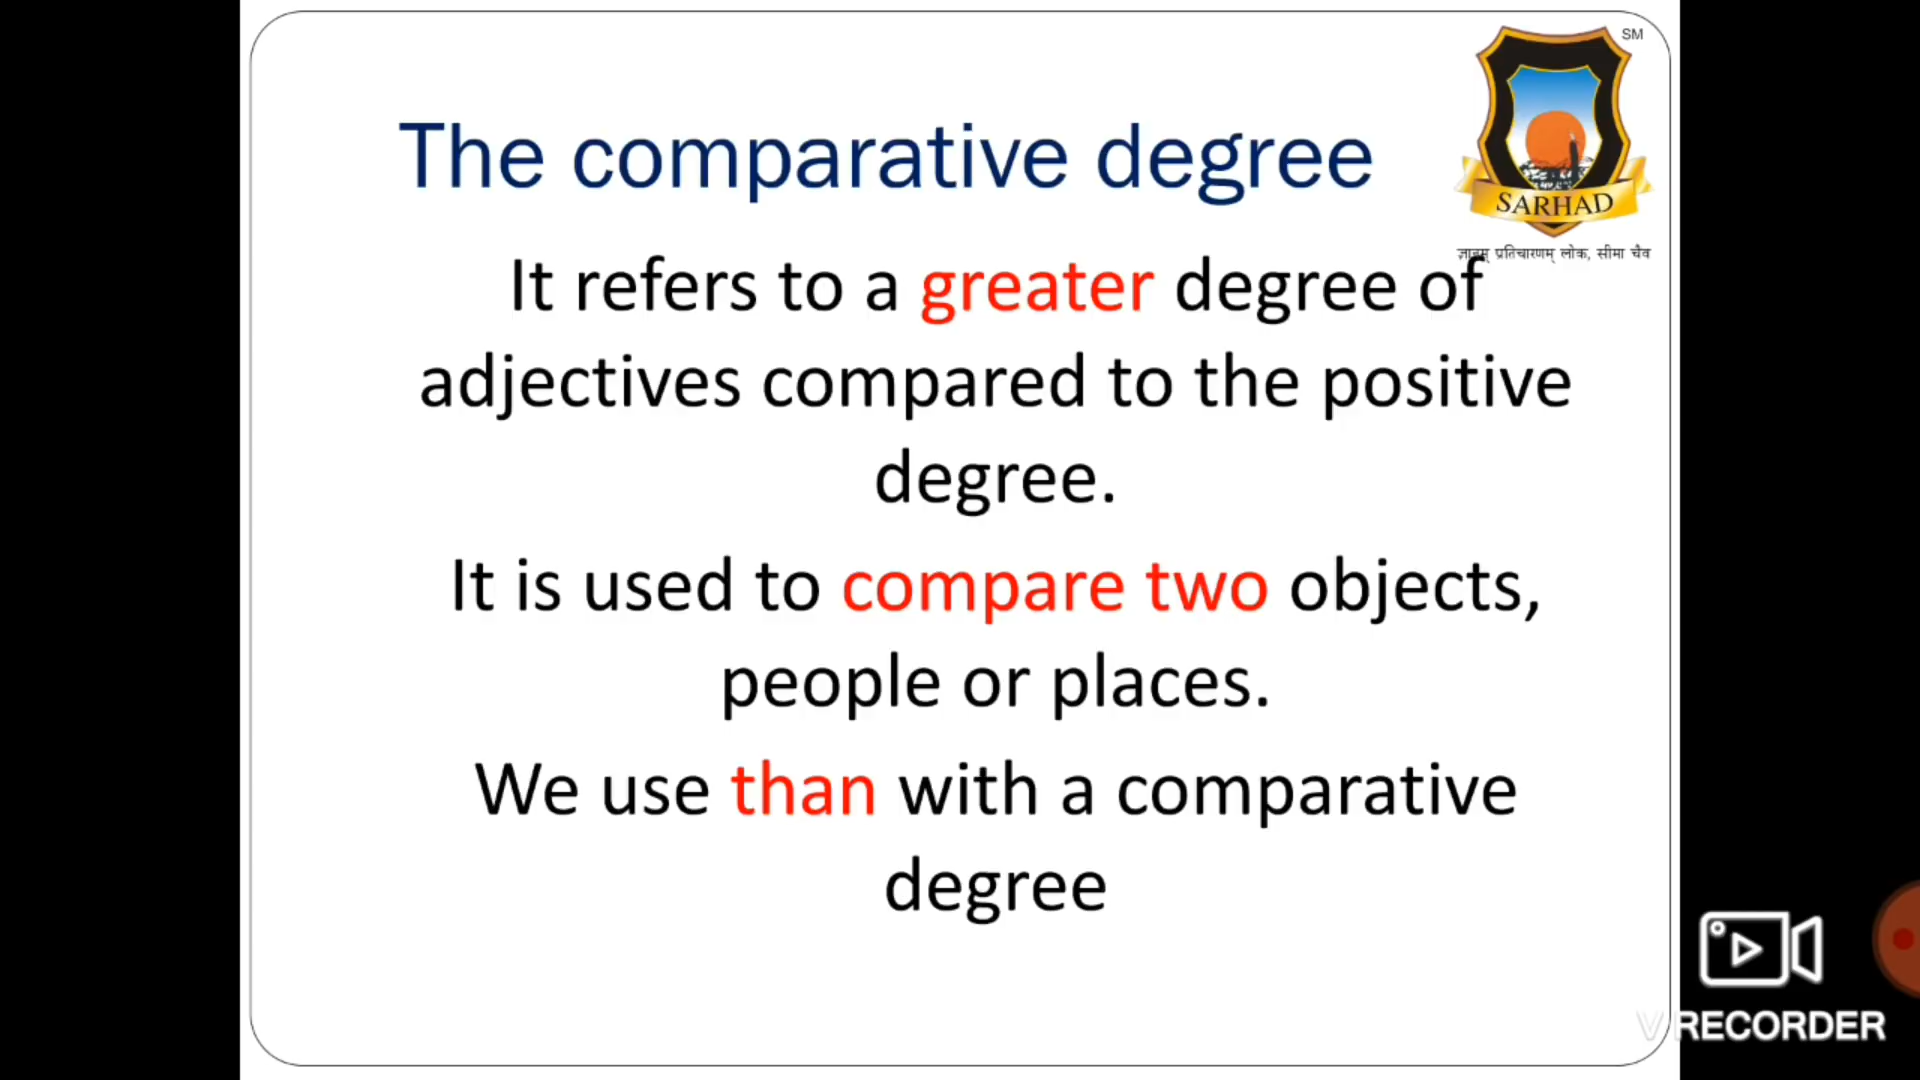 SM
The comparative degree
SARHAD
ज्ञानम् प्रतिचारणम् लोक, सीमा चैव
It refers to a greater degree of
adjectives compared to the positive
degree.
It is used to compare two objects,
people or places.
We use than with a comparative
degree
V RECORDER